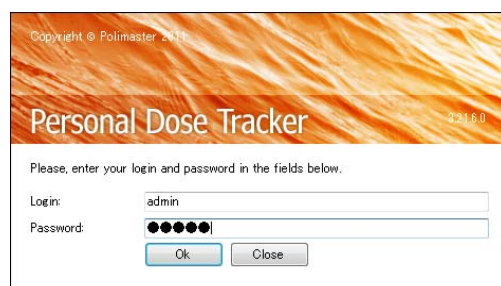 Copyright © Polimaster 2011
Personal Dose Tracker
3.2.1.6.0
Please, enter your login and password in the fields below.
Login: admin
Password: ●●●●●
Ok Close